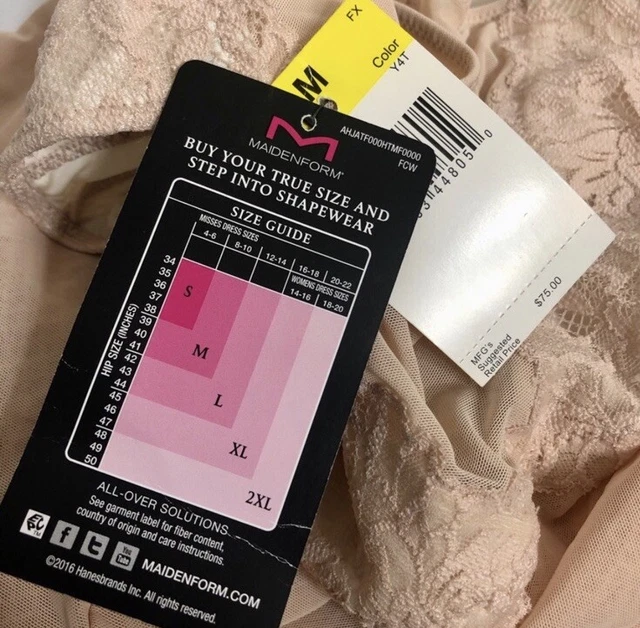 FX
M
Color
Y4T
0
$75.00
MFG's
Suggested
Retail Price
AHJATF000HTMF0000
FCW
M
MAIDENFORM®
BUY YOUR TRUE SIZE AND
STEP INTO SHAPEWEAR
SIZE GUIDE
MISSES DRESS SIZES
4-6 8-10 12-14 16-18 20-22
WOMENS DRESS SIZES
14-16 18-20
HIP SIZE (INCHES)
34
35
36
37
38
39
40
41
42
43
44
45
46
47
48
49
50
S
M
L
XL
2XL
ALL-OVER SOLUTIONS
See garment label for fiber content,
country of origin and care instructions.
f t You Tube MAIDENFORM.COM
©2016 Hanesbrands Inc. All rights reserved.